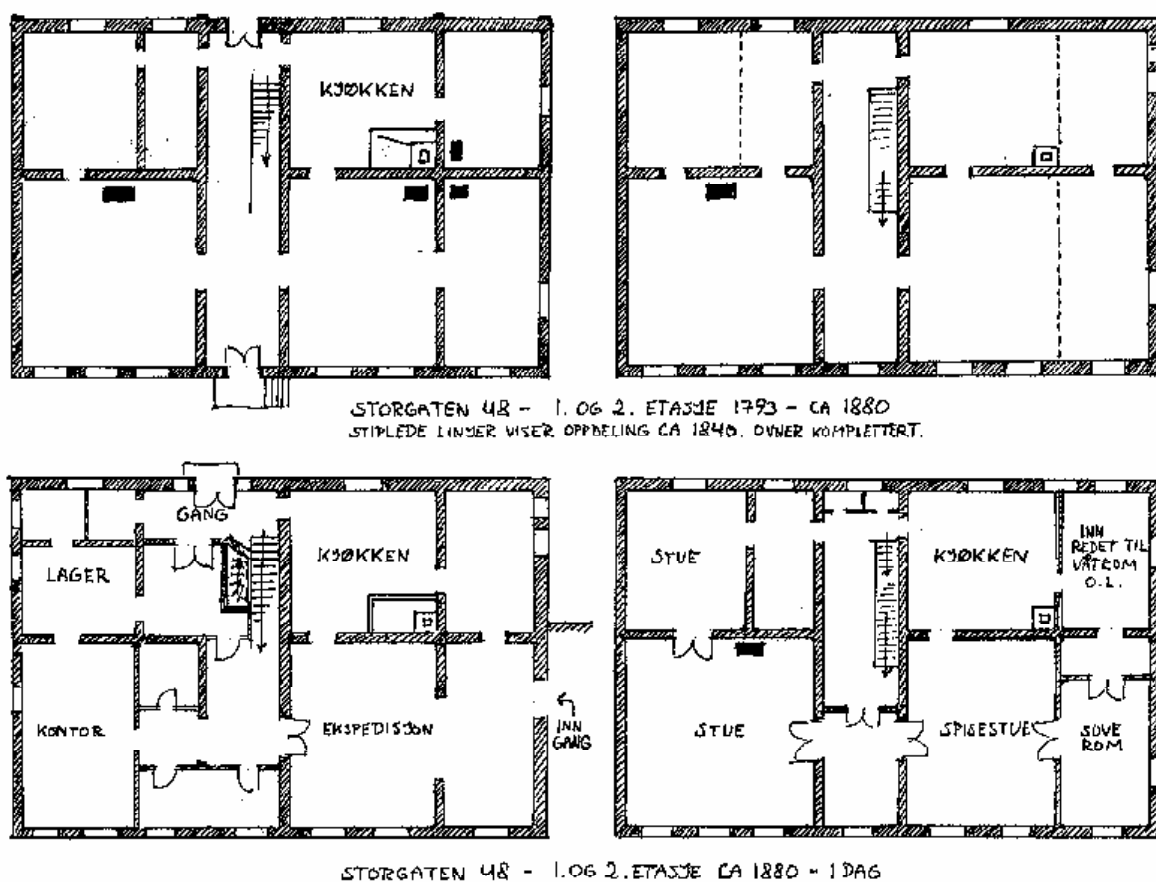 KJØKKEN
STORGATEN 48 - 1. OG 2. ETASJE 1793 - CA 1880
STIPLEDE LINJER VISER OPPDELING CA 1840. OVNER KOMPLETTERT.
GANG
LAGER
KJØKKEN
KONTOR
EKSPEDISJON
INN
GANG
STUE
KJØKKEN
INN
REDET TIL
VÅTROM
O.L.
STUE
SPISESTUE
SOVE
ROM
STORGATEN 48 - 1. OG 2. ETASJE CA 1880 - IDAG